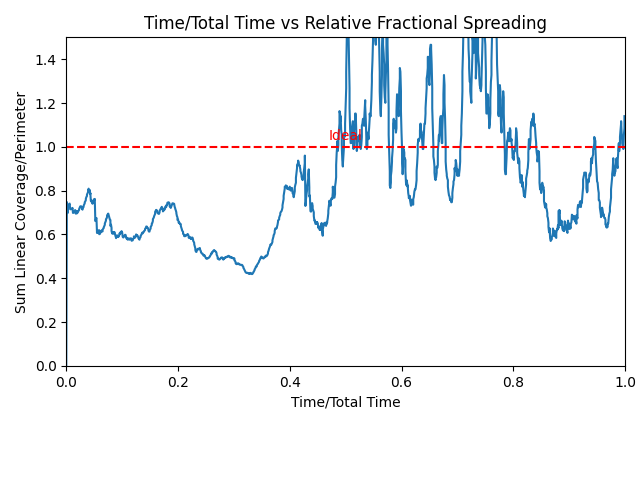 Time/Total Time vs Relative Fractional Spreading
Sum Linear Coverage/Perimeter
1.4
1.2
1.0
0.8
0.6
0.4
0.2
0.0
Ideal
0.0 0.2 0.4 0.6 0.8 1.0
Time/Total Time